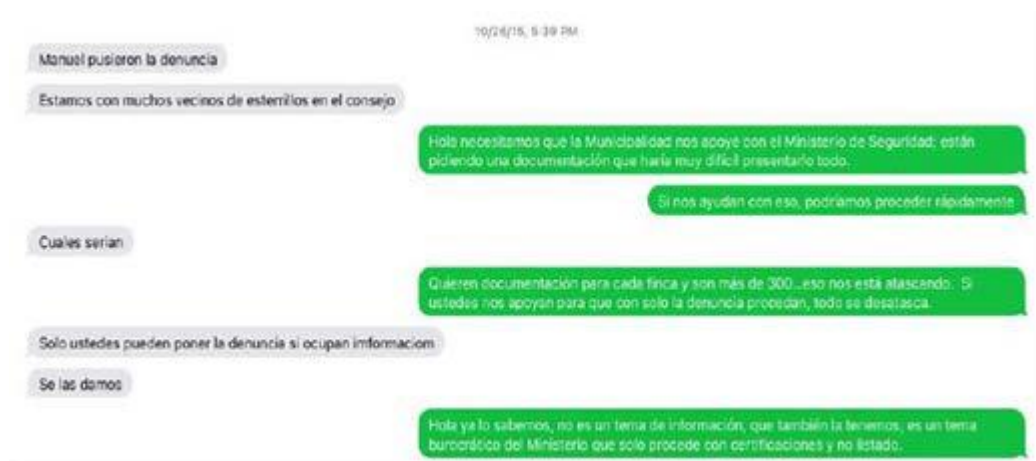 10/26/15, 5:39 PM
Manuel pusieron la denuncia
Estamos con muchos vecinos de esterrillos en el consejo
Hola necesitamos que la Municipalidad nos apoye con el Ministerio de Seguridad: están
pidiendo una documentación que haría muy difícil presentarlo todo.
Si nos ayudan con eso, podríamos proceder rápidamente
Cuales serian
Quieren documentación para cada finca y son más de 300...eso nos está atascando. Si
ustedes nos apoyan para que con solo la denuncia procedan, todo se desatasca.
Solo ustedes pueden poner la denuncia si ocupan imformaciom
Se las damos
Hola ya lo sabemos, no es un tema de información, que también la tenemos, es un tema
burocrático del Ministerio que solo procede con certificaciones y no listado.